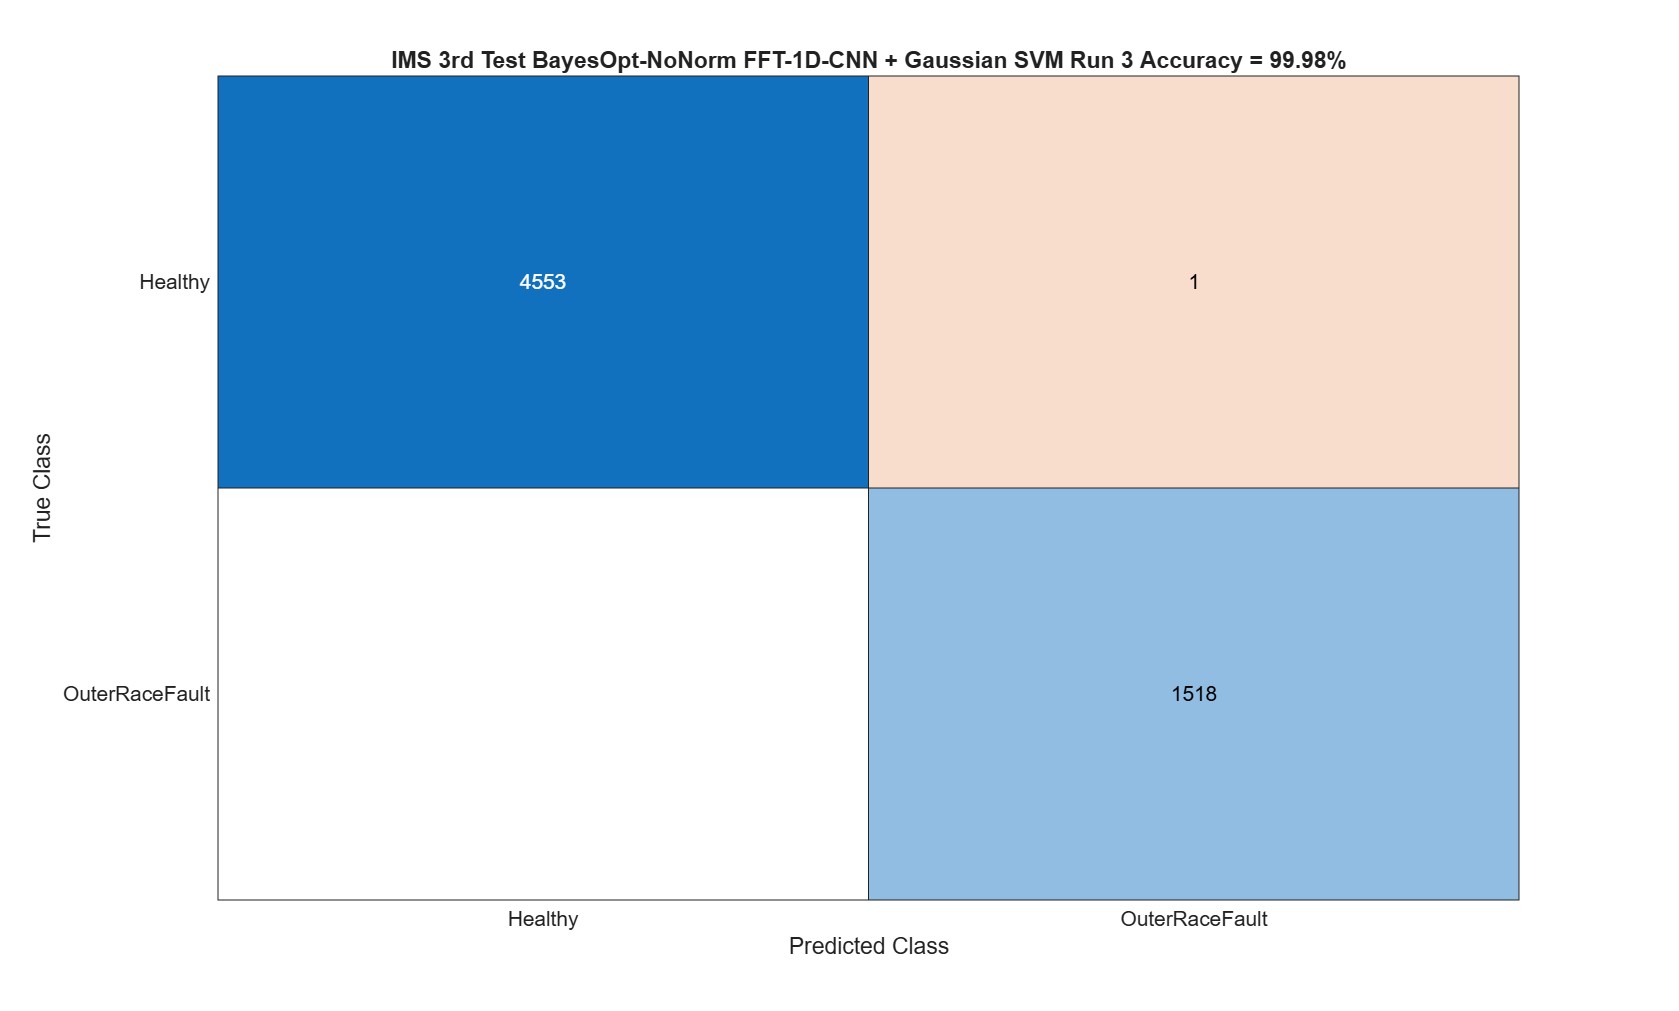 IMS 3rd Test BayesOpt-NoNorm FFT-1D-CNN + Gaussian SVM Run 3 Accuracy = 99.98%
True Class
Healthy
4553
1
OuterRaceFault
1518
Healthy
OuterRaceFault
Predicted Class